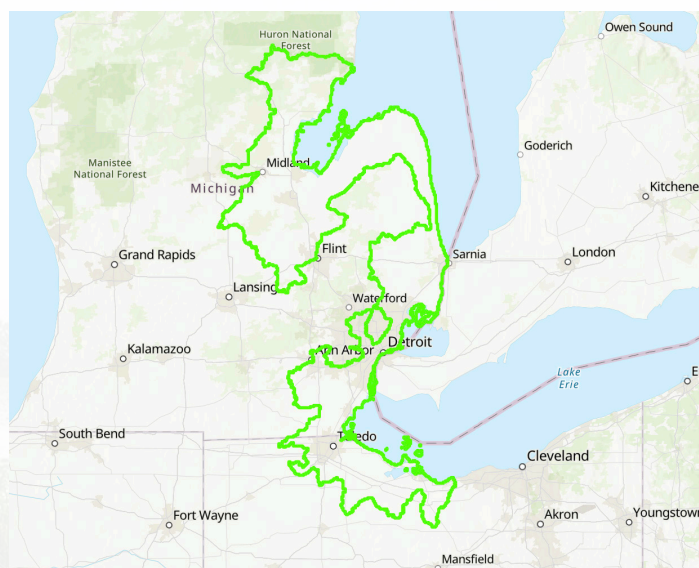 Huron National
Forest
Owen Sound
Goderich
Manistee
National Forest
Midland
Michigan
Kitchene
Grand Rapids
Flint
Sarnia
London
Lansing
Waterford
Kalamazoo
Ann Arbor
Detroit
Lake
Erie
E
South Bend
Toledo
Cleveland
Fort Wayne
Akron
Youngstown
Mansfield